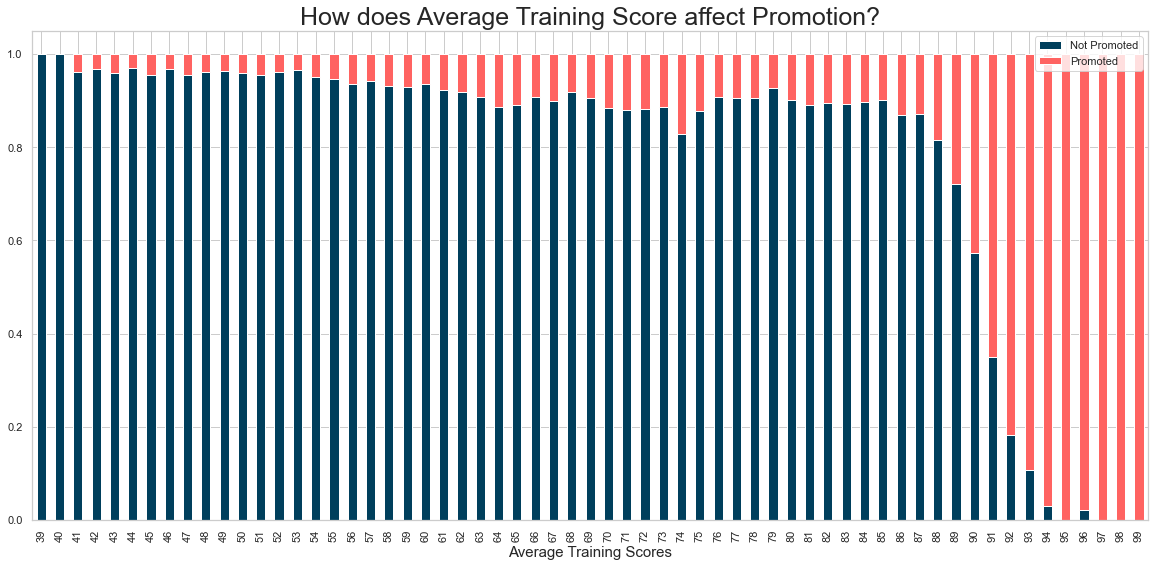 How does Average Training Score affect Promotion?
Not Promoted
Promoted
1.0
0.8
0.6
0.4
0.2
0.0
39 40 41 42 43 44 45 46 47 48 49 50 51 52 53 54 55 56 57 58 59 60 61 62 63 64 65 66 67 68 69 70 71 72 73 74 75 76 77 78 79 80 81 82 83 84 85 86 87 88 89 90 91 92 93 94 95 96 97 98 99
Average Training Scores